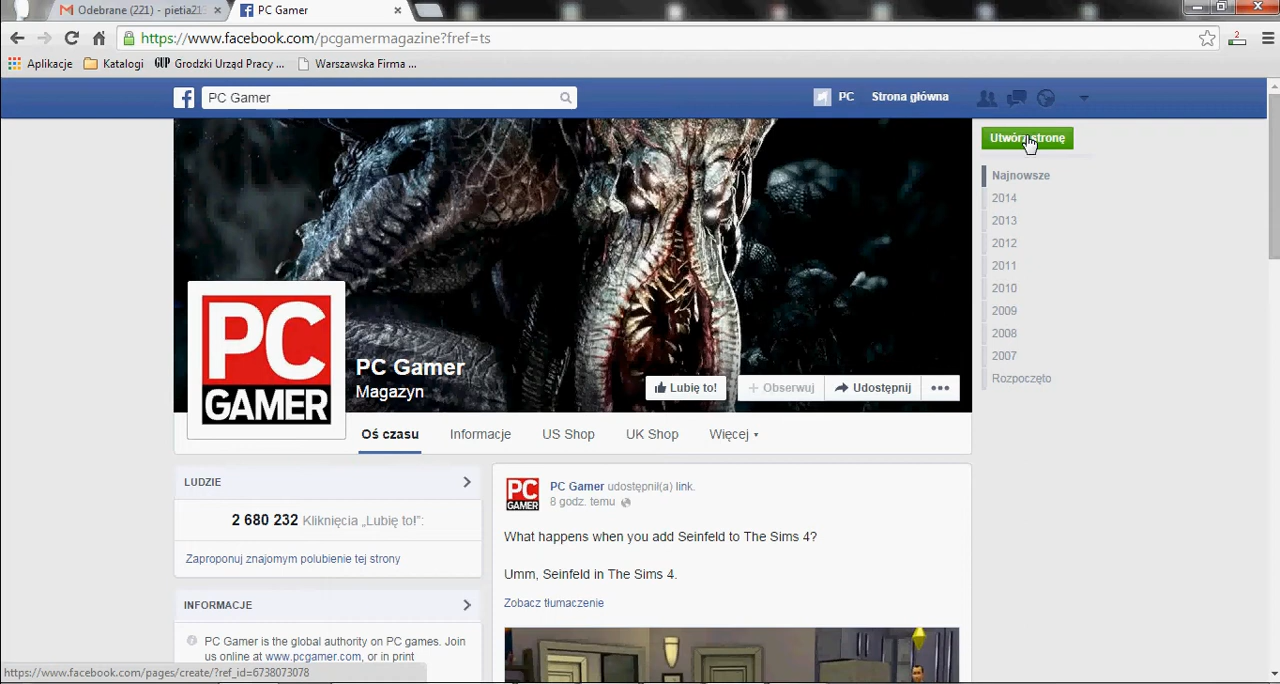 Odebrane (221) - pietia21
PC Gamer
https://www.facebook.com/pcgamermagazine?fref=ts
2
Aplikacje
Katalogi
GUP Grodzki Urząd Pracy ...
Warszawska Firma ...
PC Gamer
PC
Strona główna
Utwórz stronę
Najnowsze
2014
2013
2012
2011
2010
2009
2008
2007
Rozpoczęto
PC
GAMER
PC Gamer
Magazyn
Lubię to!
+ Obserwuj
Udostępnij
Oś czasu
Informacje
US Shop
UK Shop
Więcej
LUDZIE
2 680 232 Kliknięcia „Lubię to!”:
Zaproponuj znajomym polubienie tej strony
INFORMACJE
PC Gamer is the global authority on PC games. Join
us online at www.pcgamer.com, or in print
PC
GAMER
PC Gamer udostępnił(a) link.
8 godz. temu
What happens when you add Seinfeld to The Sims 4?
Umm, Seinfeld in The Sims 4.
Zobacz tłumaczenie
https://www.facebook.com/pages/create/?ref_id=6738073078